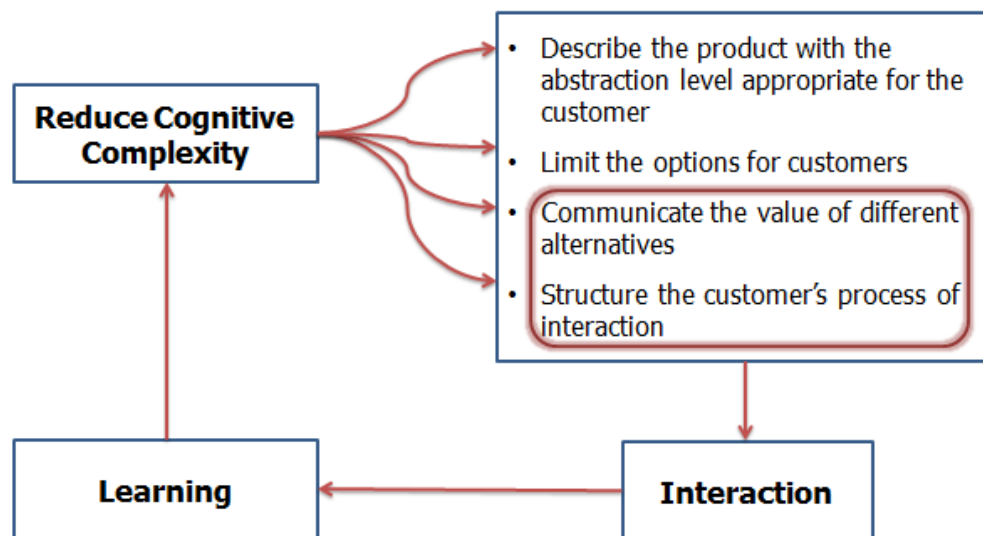 Reduce Cognitive
Complexity
• Describe the product with the
abstraction level appropriate for the
customer
• Limit the options for customers
• Communicate the value of different
alternatives
• Structure the customer’s process of
interaction
Learning
Interaction